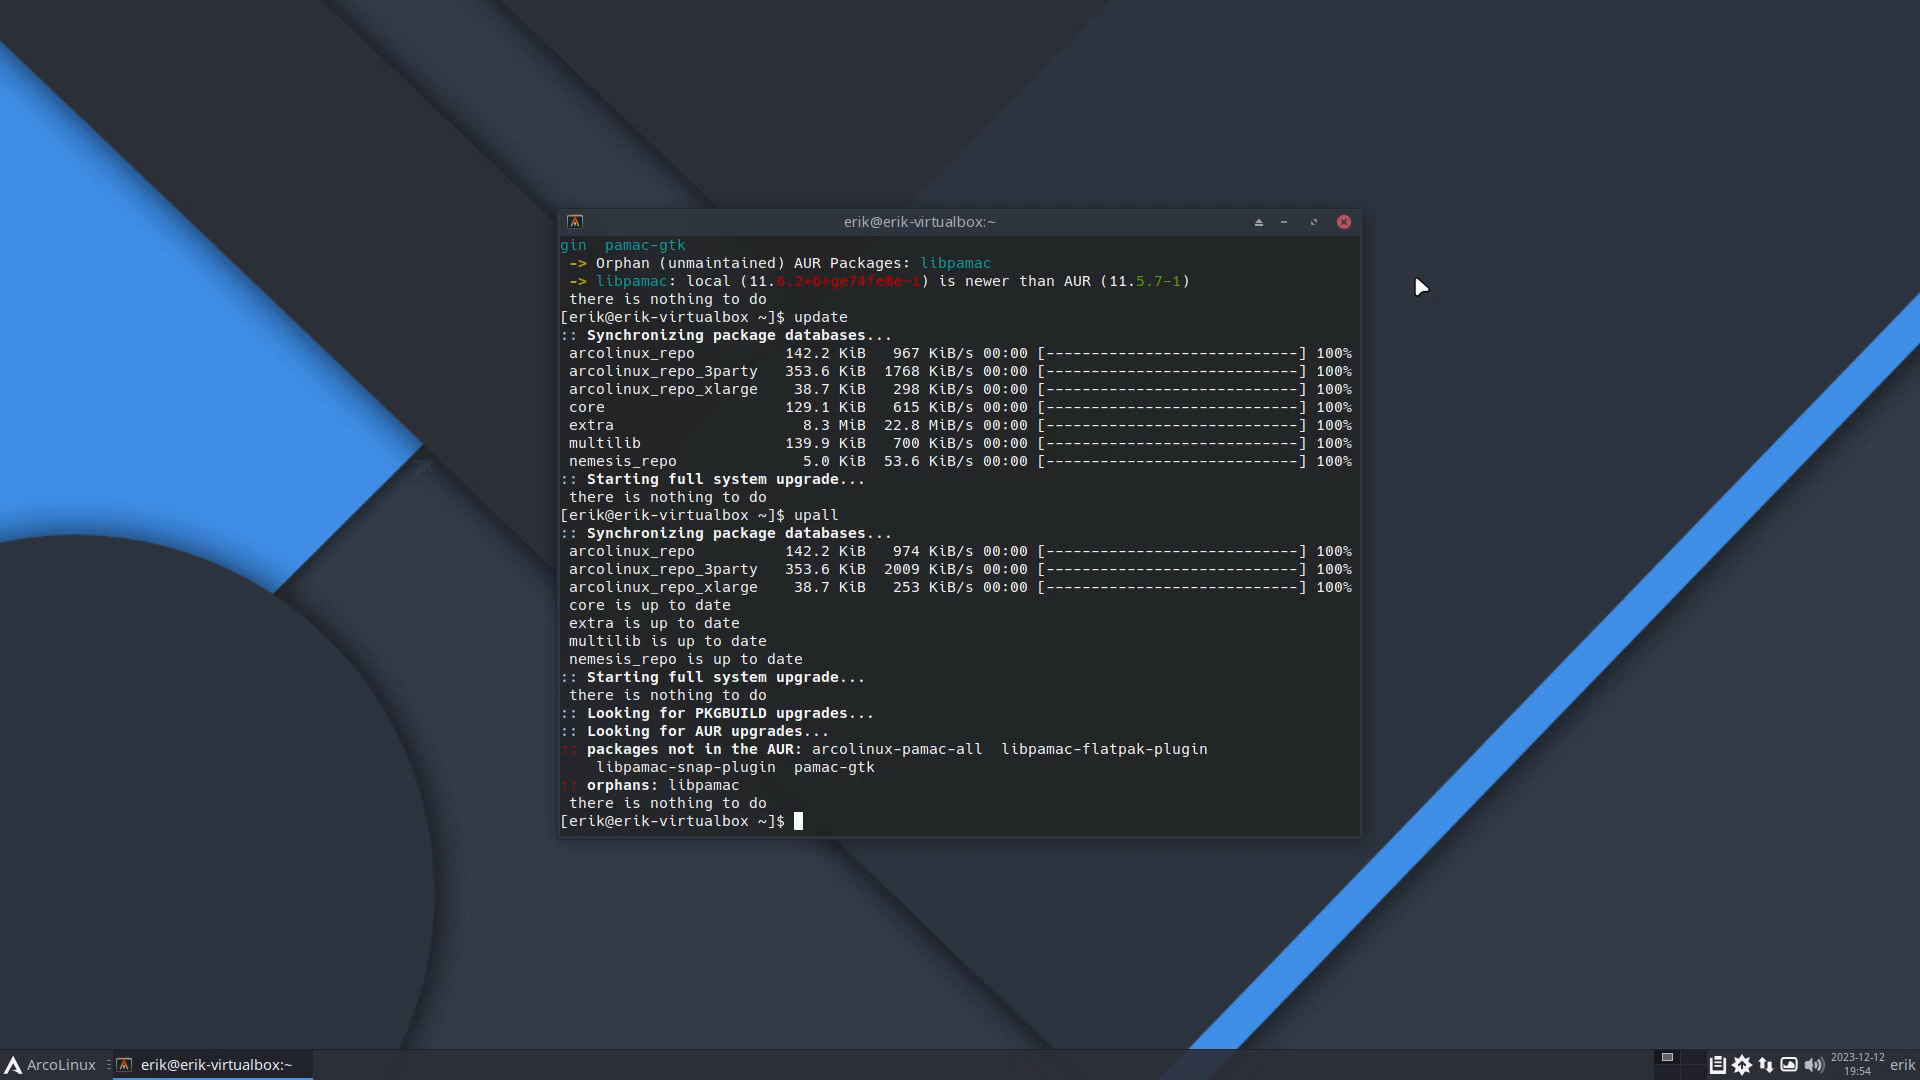 erik@erik-virtualbox:~
gin  pamac-gtk
 -> Orphan (unmaintained) AUR Packages: libpamac
 -> libpamac: local (11.6.2+6+ge74fe0e-1) is newer than AUR (11.5.7-1)
 there is nothing to do
[erik@erik-virtualbox ~]$ update
:: Synchronizing package databases...
 arcolinux_repo          142.2 KiB   967 KiB/s 00:00 [----------------------------] 100%
 arcolinux_repo_3party   353.6 KiB  1768 KiB/s 00:00 [----------------------------] 100%
 arcolinux_repo_xlarge    38.7 KiB   298 KiB/s 00:00 [----------------------------] 100%
 core                    129.1 KiB   615 KiB/s 00:00 [----------------------------] 100%
 extra                     8.3 MiB  22.8 MiB/s 00:00 [----------------------------] 100%
 multilib                139.9 KiB   700 KiB/s 00:00 [----------------------------] 100%
 nemesis_repo              5.0 KiB  53.6 KiB/s 00:00 [----------------------------] 100%
:: Starting full system upgrade...
 there is nothing to do
[erik@erik-virtualbox ~]$ upall
:: Synchronizing package databases...
 arcolinux_repo          142.2 KiB   974 KiB/s 00:00 [----------------------------] 100%
 arcolinux_repo_3party   353.6 KiB  2009 KiB/s 00:00 [----------------------------] 100%
 arcolinux_repo_xlarge    38.7 KiB   253 KiB/s 00:00 [----------------------------] 100%
 core is up to date
 extra is up to date
 multilib is up to date
 nemesis_repo is up to date
:: Starting full system upgrade...
 there is nothing to do
:: Looking for PKGBUILD upgrades...
:: Looking for AUR upgrades...
:: packages not in the AUR: arcolinux-pamac-all  libpamac-flatpak-plugin
    libpamac-snap-plugin  pamac-gtk
:: orphans: libpamac
 there is nothing to do
[erik@erik-virtualbox ~]$
ArcoLinux
erik@erik-virtualbox:~
2023-12-12
19:54
erik